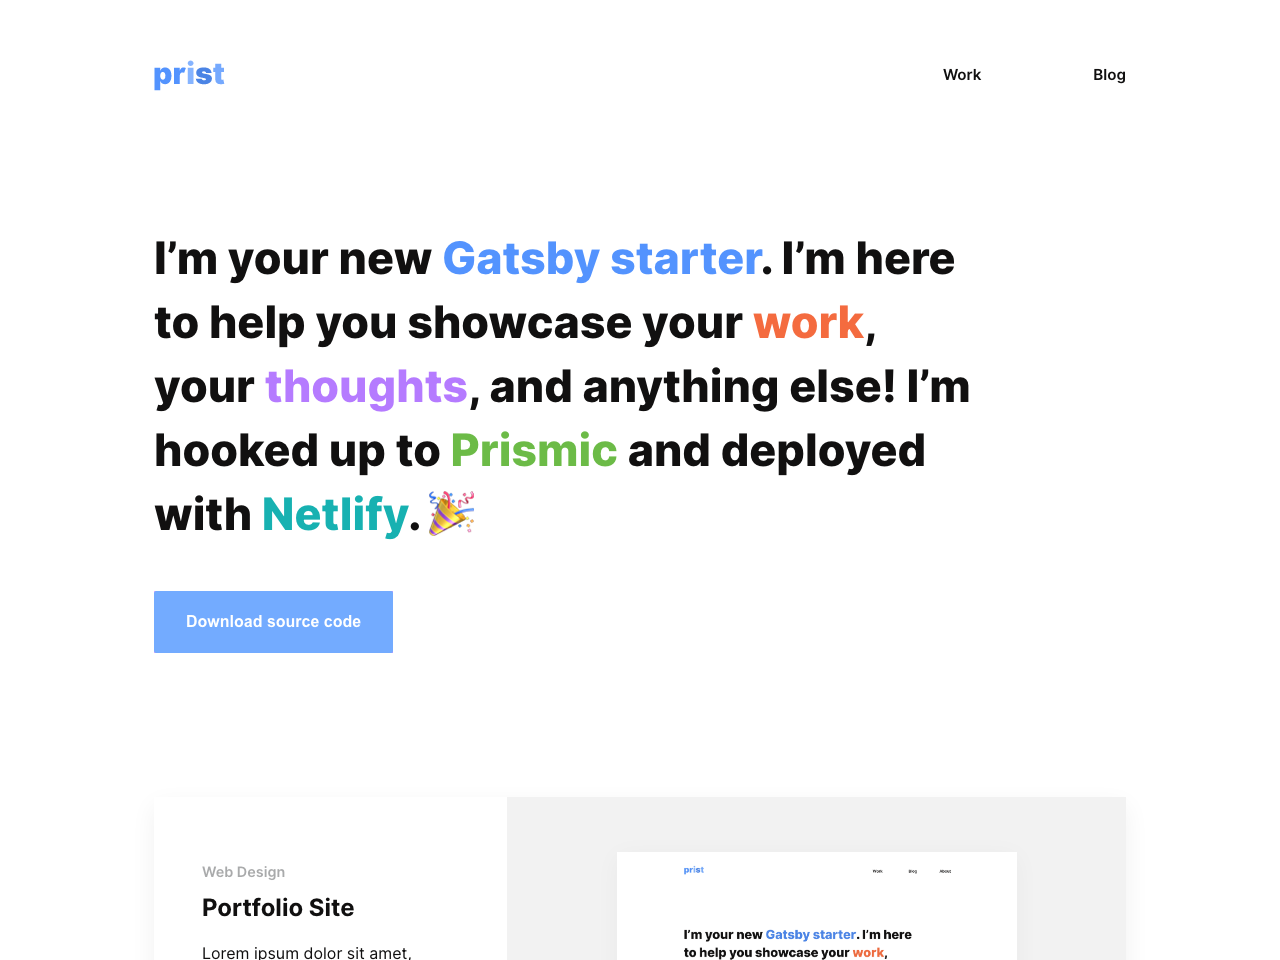 prist
Work
Blog
I’m your new Gatsby starter. I’m here
to help you showcase your work,
your thoughts, and anything else! I’m
hooked up to Prismic and deployed
with Netlify. 🎉
Download source code
Web Design
Portfolio Site
Lorem ipsum dolor sit amet,
prist
Work
Blog
About
I’m your new Gatsby starter. I’m here
to help you showcase your work,